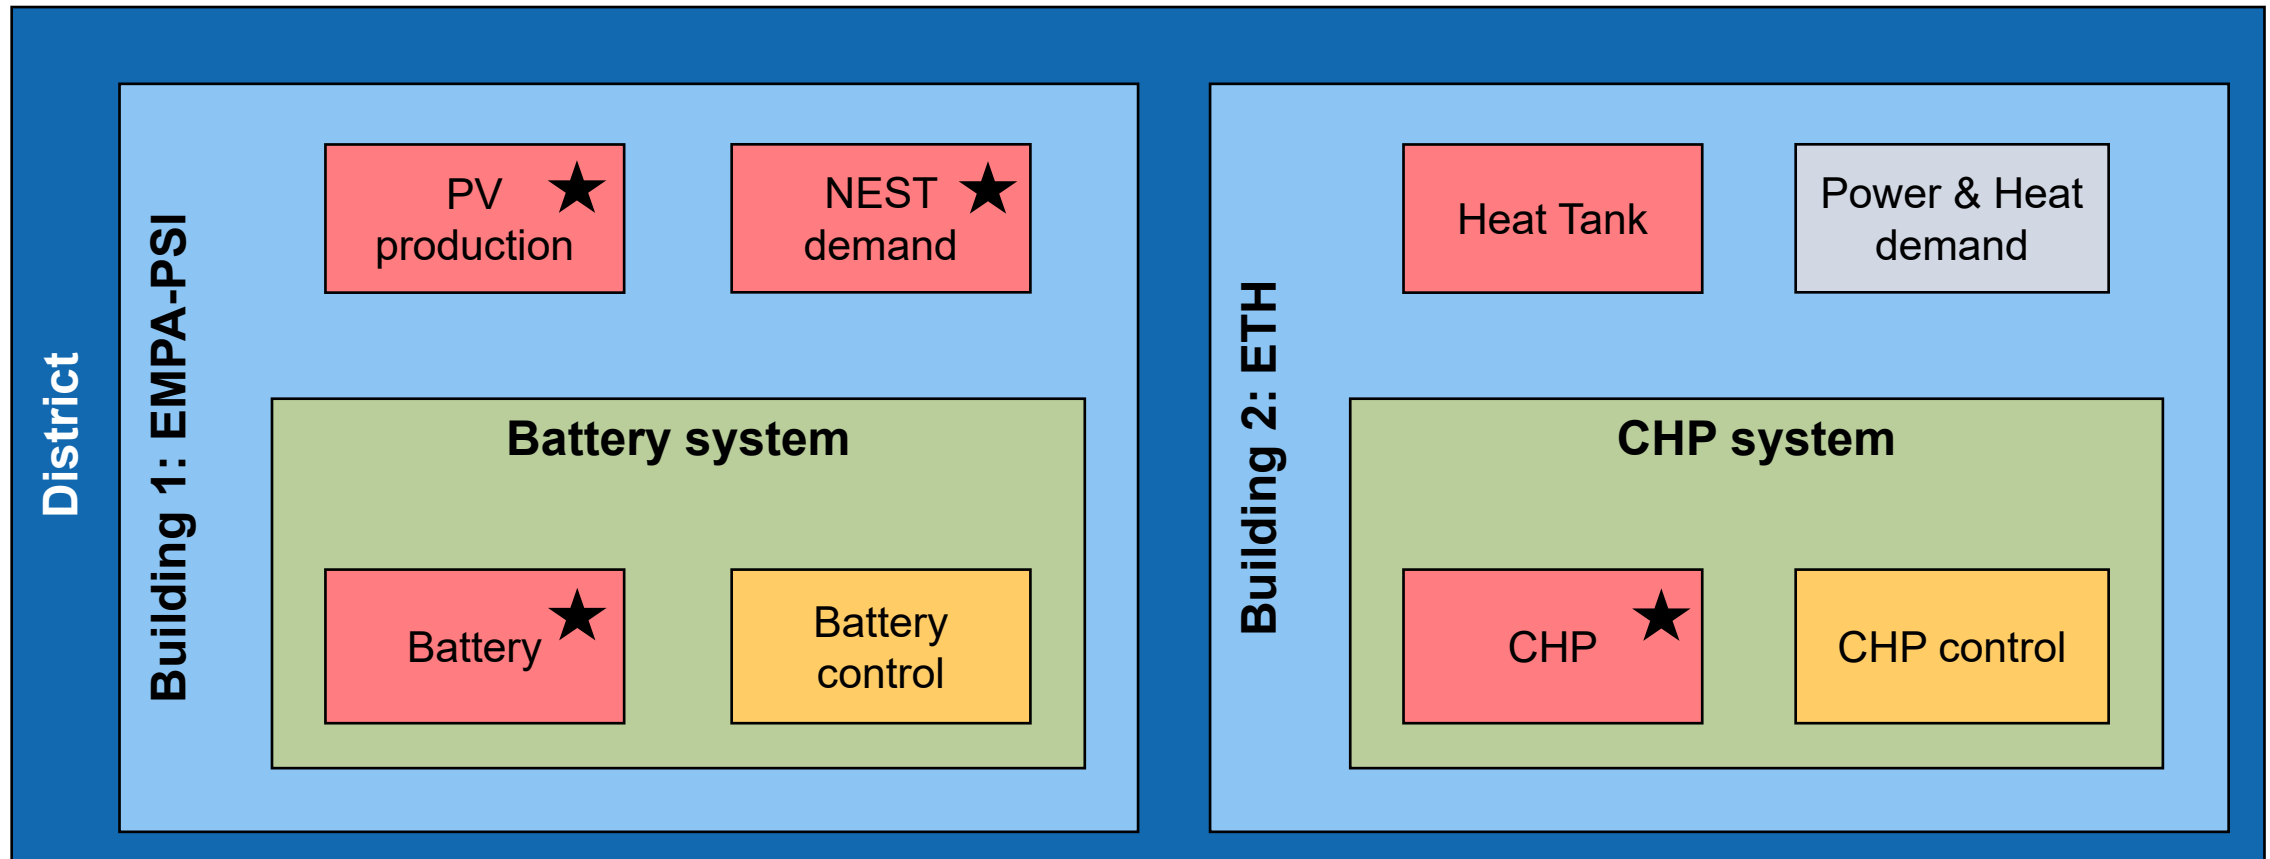 District
Building 1: EMPA-PSI
PV
production
NEST
demand
Battery system
Battery
Battery
control
Building 2: ETH
Heat Tank
Power & Heat
demand
CHP system
CHP
CHP control